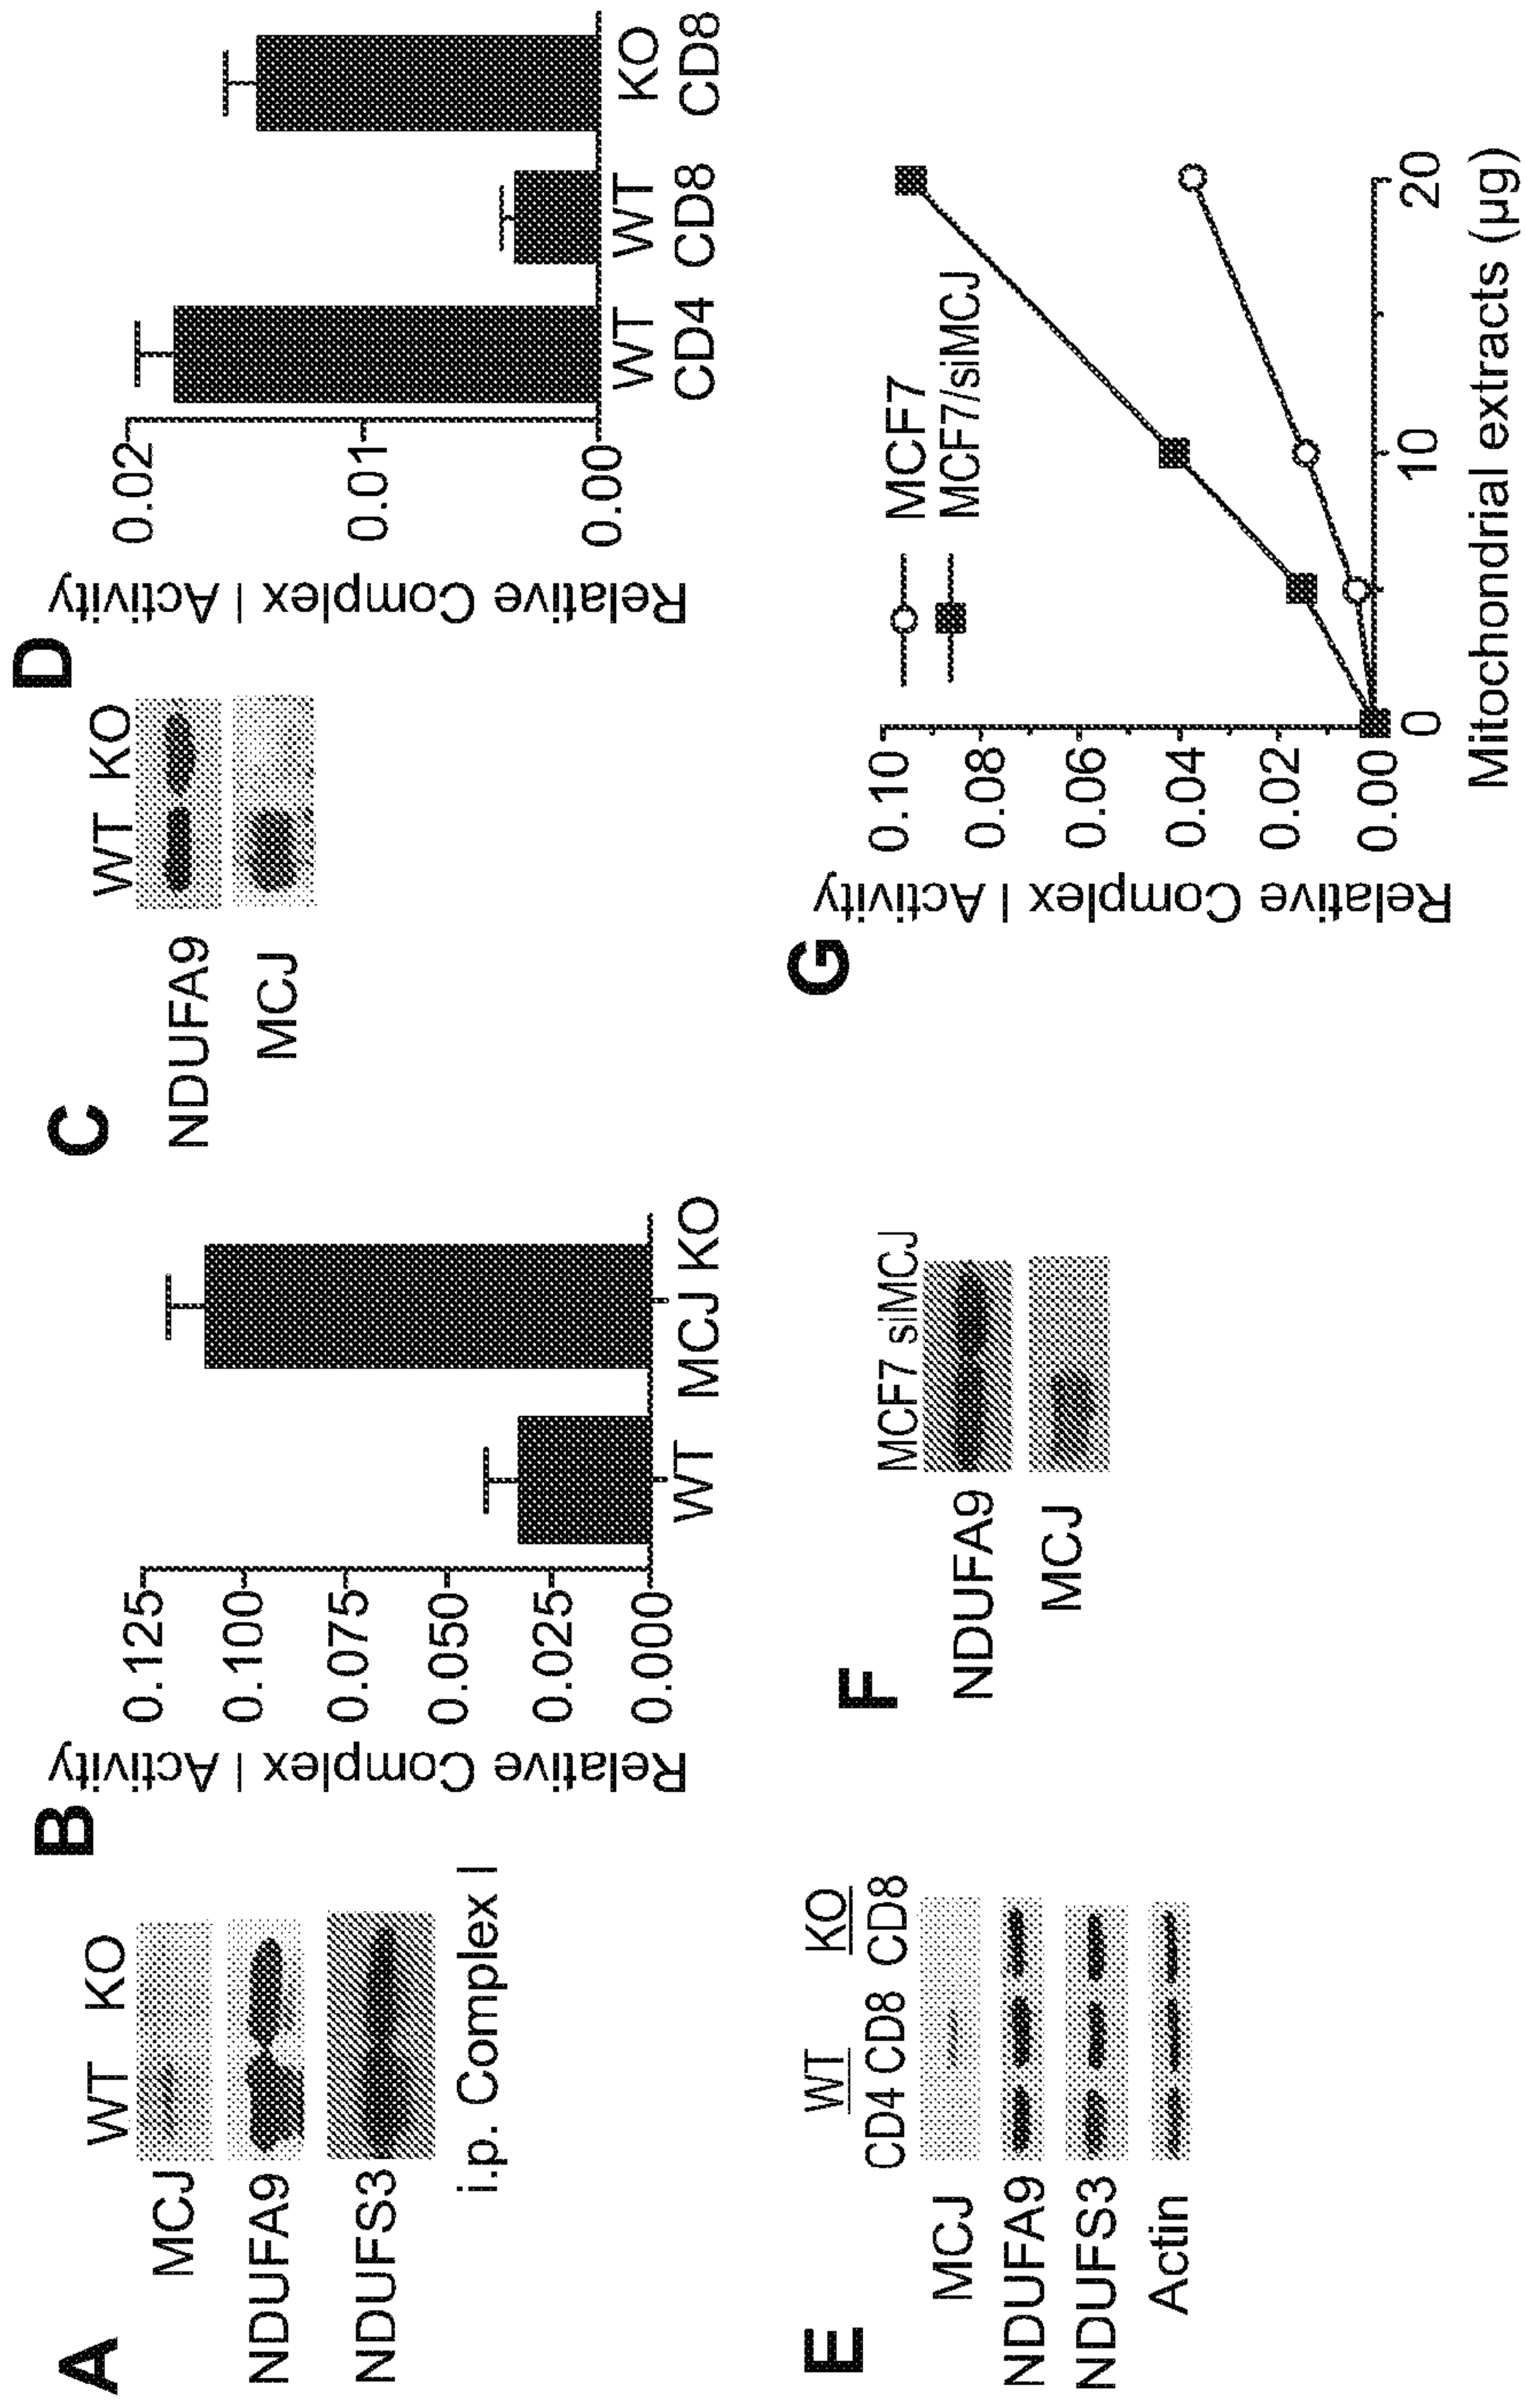 A
WT KO
MCJ
NDUFA9
NDUFS3
i.p. Complex I
B
Relative Complex I Activity
0.125
0.100
0.075
0.050
0.025
0.000
WT MCJ KO
C
WT KO
NDUFA9
MCJ
D
Relative Complex I Activity
0.02
0.01
0.00
WT WT KO
CD4 CD8 CD8
E
WT KO
CD4 CD8 CD8
MCJ
NDUFA9
NDUFS3
Actin
F
MCF7 siMCJ
NDUFA9
MCJ
G
Relative Complex I Activity
0.10
0.08
0.06
0.04
0.02
0.00
MCF7
MCF7/siMCJ
0 10 20
Mitochondrial extracts (µg)